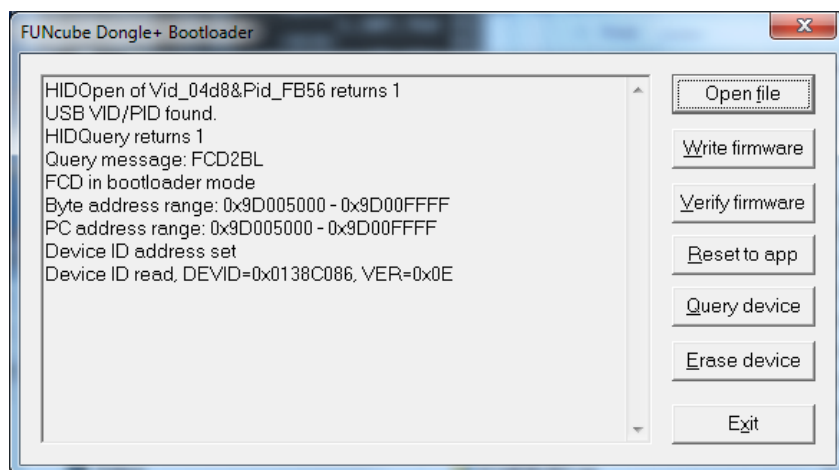 FUNcube Dongle+ Bootloader
HIDOpen of Vid_04d8&Pid_FB56 returns 1
USB VID/PID found.
HIDQuery returns 1
Query message: FCD2BL
FCD in bootloader mode
Byte address range: 0x9D005000 - 0x9D00FFFF
PC address range: 0x9D005000 - 0x9D00FFFF
Device ID address set
Device ID read, DEVID=0x0138C086, VER=0x0E
Open file
Write firmware
Verify firmware
Reset to app
Query device
Erase device
Exit